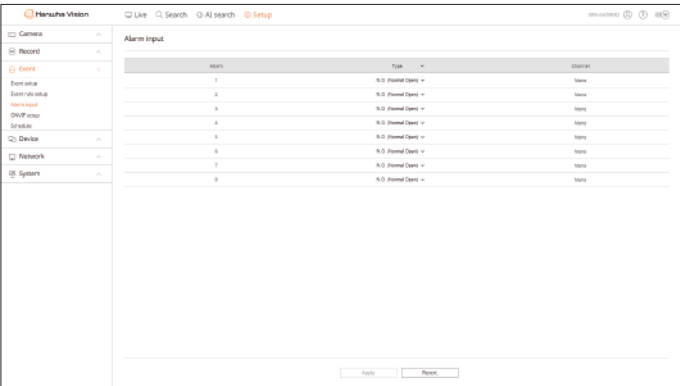 Hanwha Vision
Live Search AI search Setup
Camera
Record
Event
Event setup
Event rule setup
Alarm input
ONVIF setup
Schedule
Device
Network
System
Alarm input
Alarm Type Channel
1 N.O. (Normal Open) None
2 N.O. (Normal Open) None
3 N.O. (Normal Open) None
4 N.O. (Normal Open) None
5 N.O. (Normal Open) None
6 N.O. (Normal Open) None
7 N.O. (Normal Open) None
8 N.O. (Normal Open) None
Apply Revert